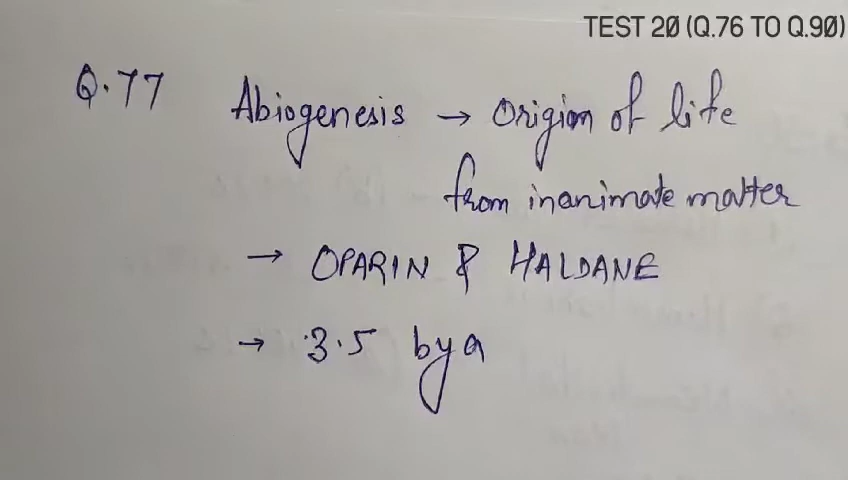 TEST 20 (Q.76 TO Q.90)
Q.77 Abiogenesis → Origion of life
from inanimate matter
→ OPARIN & HALDANE
→ 3.5 bya